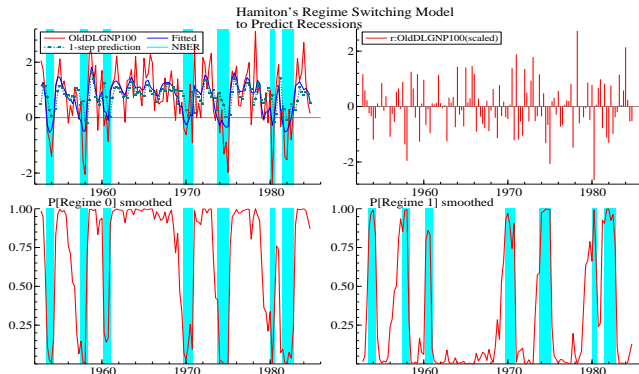 Hamiton's Regime Switching Model
to Predict Recessions
OldDLGNP100 Fitted
1-step prediction NBER
r:OldDLGNP100(scaled)
2
0
-2
1960 1970 1980
2
0
-2
1960 1970 1980
P[Regime 0] smoothed
P[Regime 1] smoothed
1.00
0.75
0.50
0.25
1960 1970 1980
1.00
0.75
0.50
0.25
1960 1970 1980